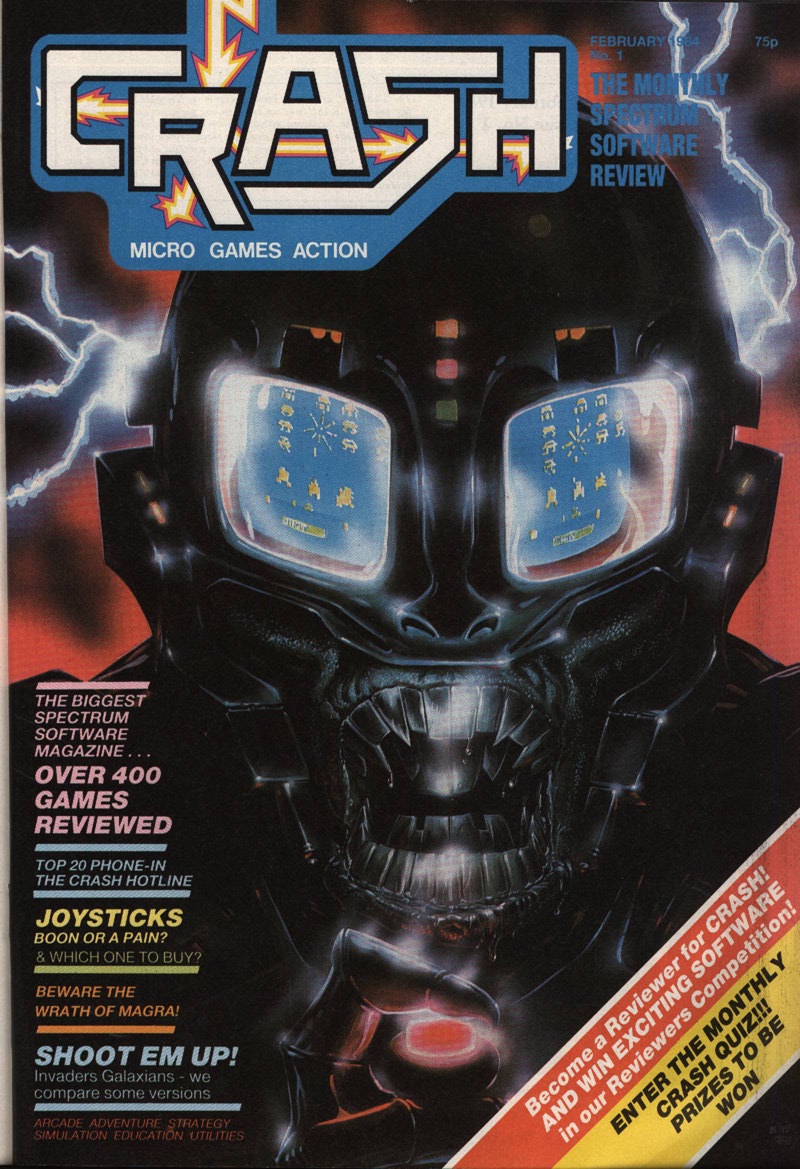 CRASH
MICRO GAMES ACTION
FEBRUARY 1984 75p
No. 1
THE MONTHLY
SPECTRUM
SOFTWARE
REVIEW
THE BIGGEST
SPECTRUM
SOFTWARE
MAGAZINE . . .
OVER 400
GAMES
REVIEWED
TOP 20 PHONE-IN
THE CRASH HOTLINE
JOYSTICKS
BOON OR A PAIN?
& WHICH ONE TO BUY?
BEWARE THE
WRATH OF MAGRA!
SHOOT EM UP!
Invaders Galaxians - we
compare some versions
ARCADE ADVENTURE STRATEGY
SIMULATION EDUCATION UTILITIES
Become a Reviewer for CRASH!
AND WIN EXCITING SOFTWARE
in our Reviewers Competition!
ENTER THE MONTHLY
CRASH QUIZ!!!
PRIZES TO BE
WON